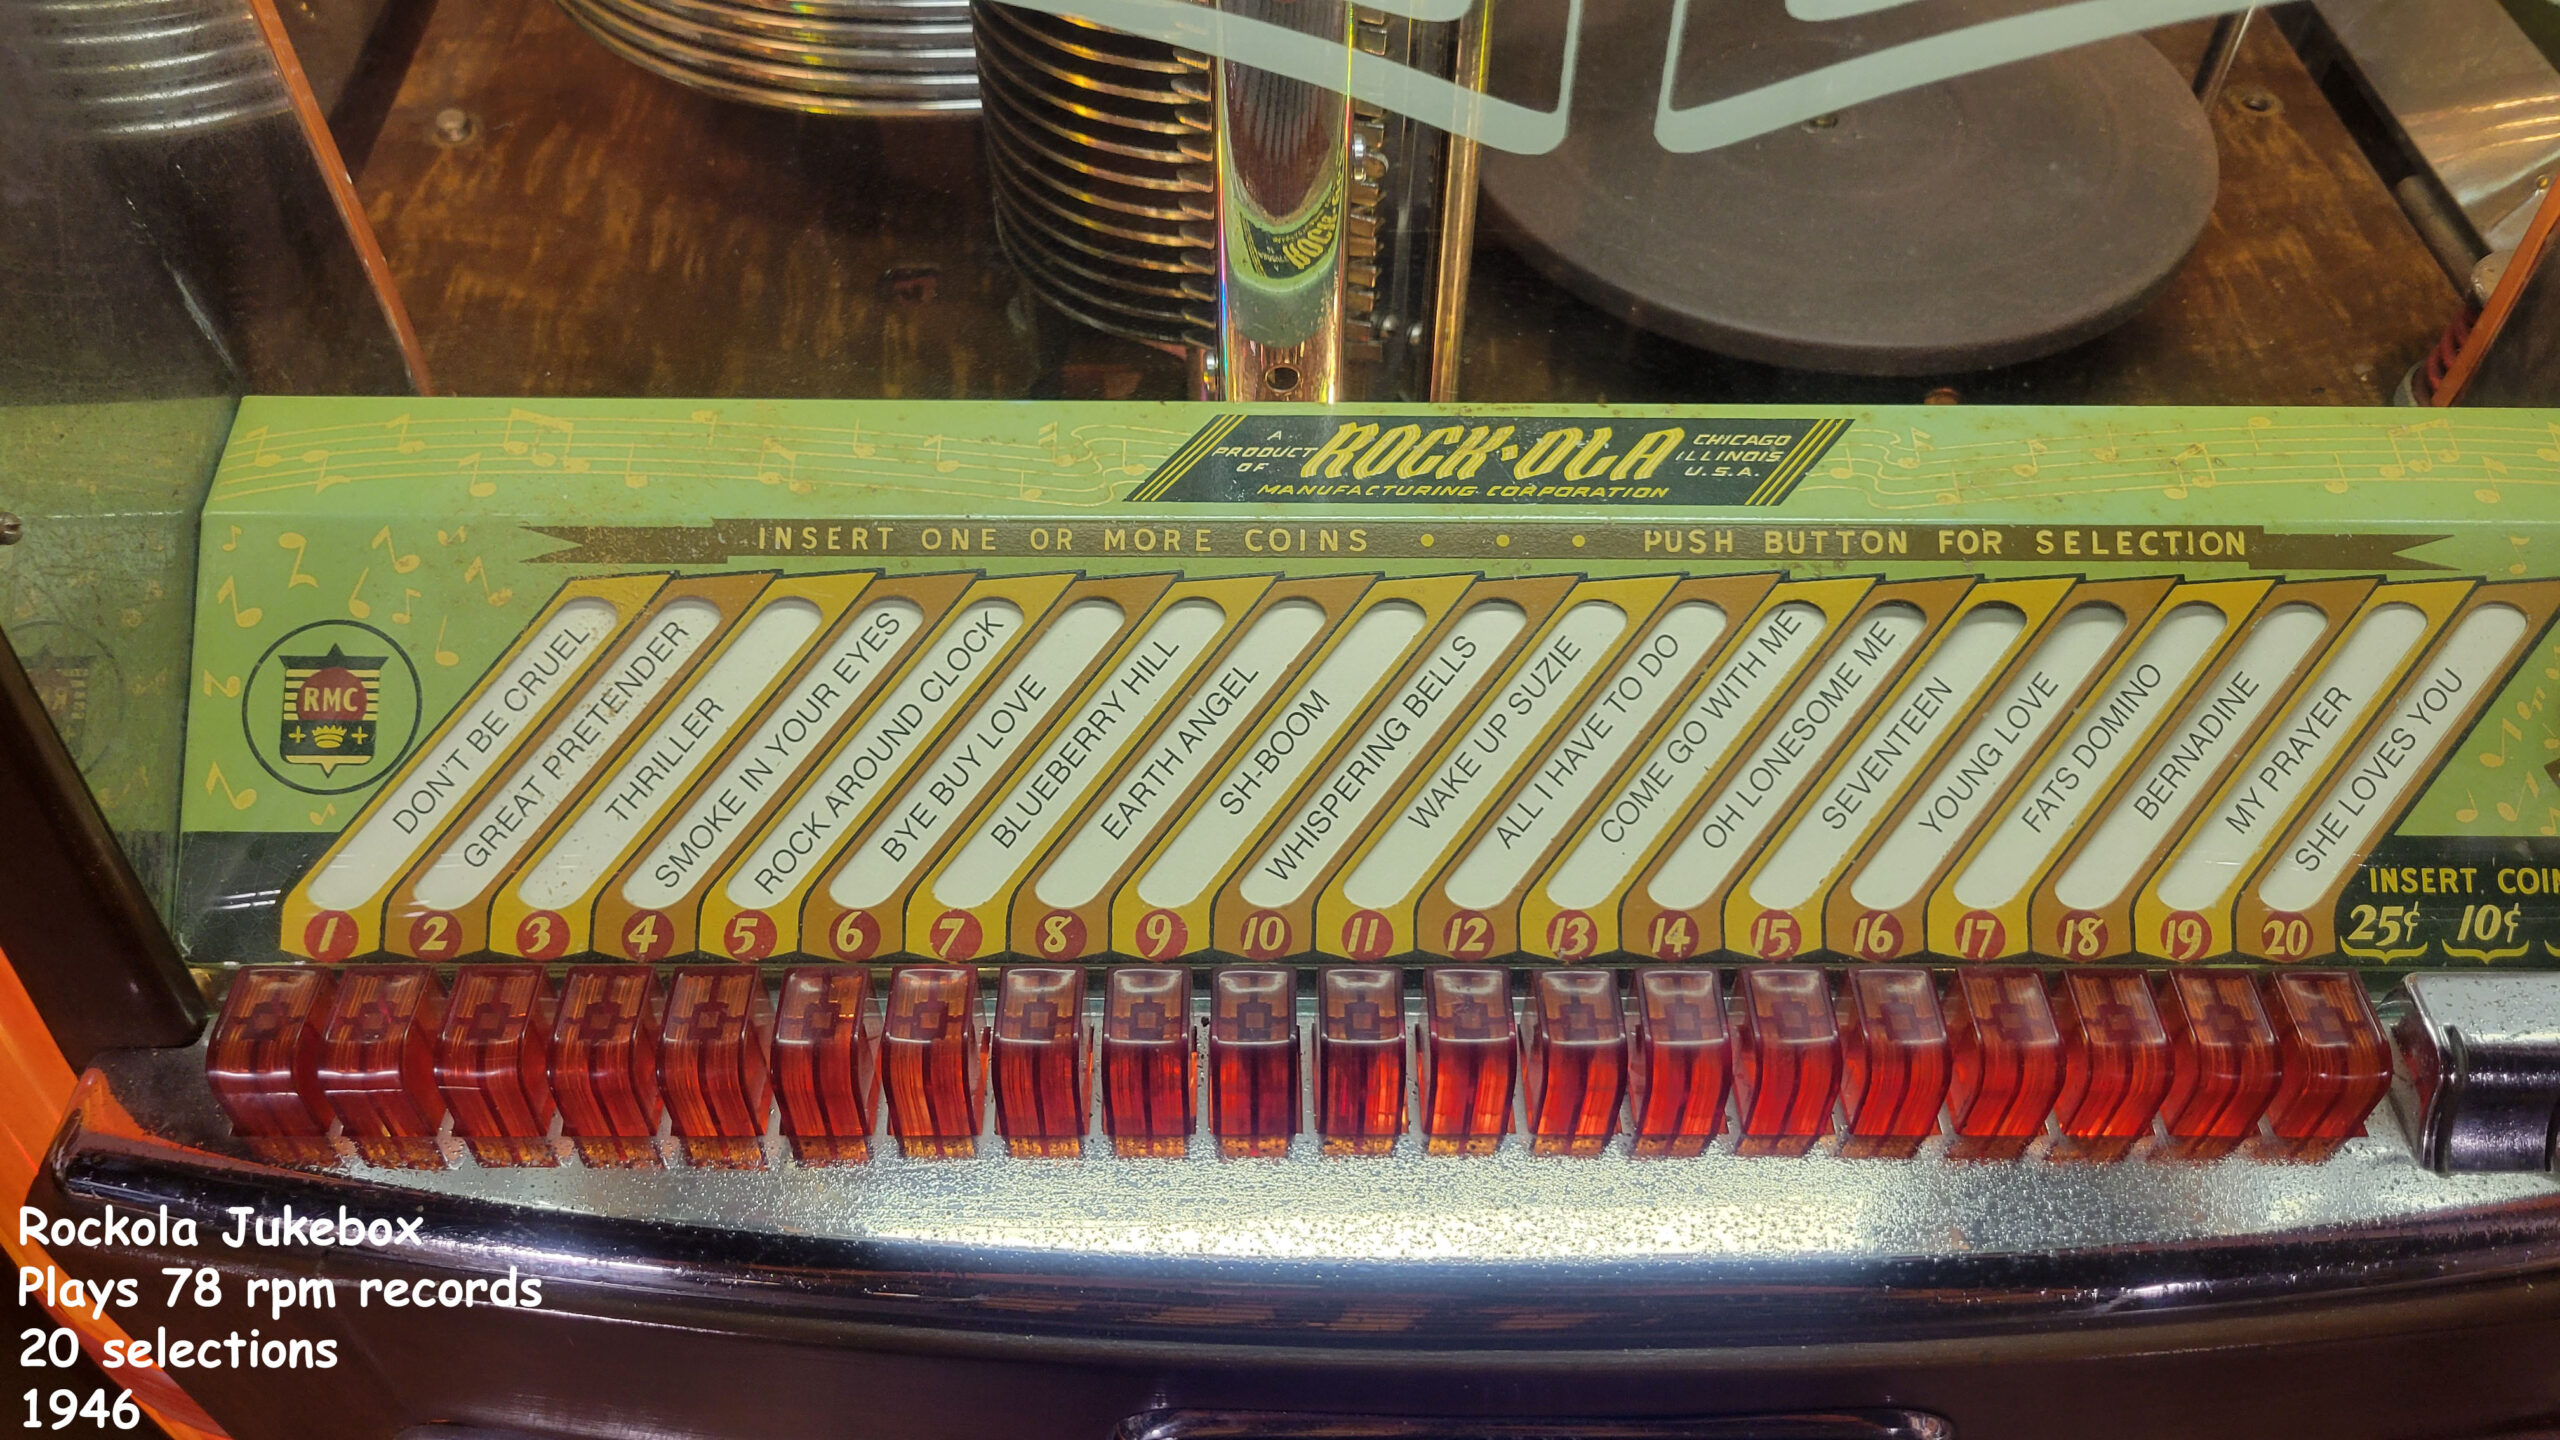 A
PRODUCT
OF
ROCK-OLA
CHICAGO
ILLINOIS
U.S.A.
MANUFACTURING CORPORATION
INSERT ONE OR MORE COINS • • • PUSH BUTTON FOR SELECTION
RMC
DON'T BE CRUEL
GREAT PRETENDER
THRILLER
SMOKE IN YOUR EYES
ROCK AROUND CLOCK
BYE BUY LOVE
BLUEBERRY HILL
EARTH ANGEL
SH-BOOM
WHISPERING BELLS
WAKE UP SUZIE
ALL I HAVE TO DO
COME GO WITH ME
OH LONESOME ME
SEVENTEEN
YOUNG LOVE
FATS DOMINO
BERNADINE
MY PRAYER
SHE LOVES YOU
1 2 3 4 5 6 7 8 9 10 11 12 13 14 15 16 17 18 19 20
INSERT COIN
25¢ 10¢
Rockola Jukebox
Plays 78 rpm records
20 selections
1946